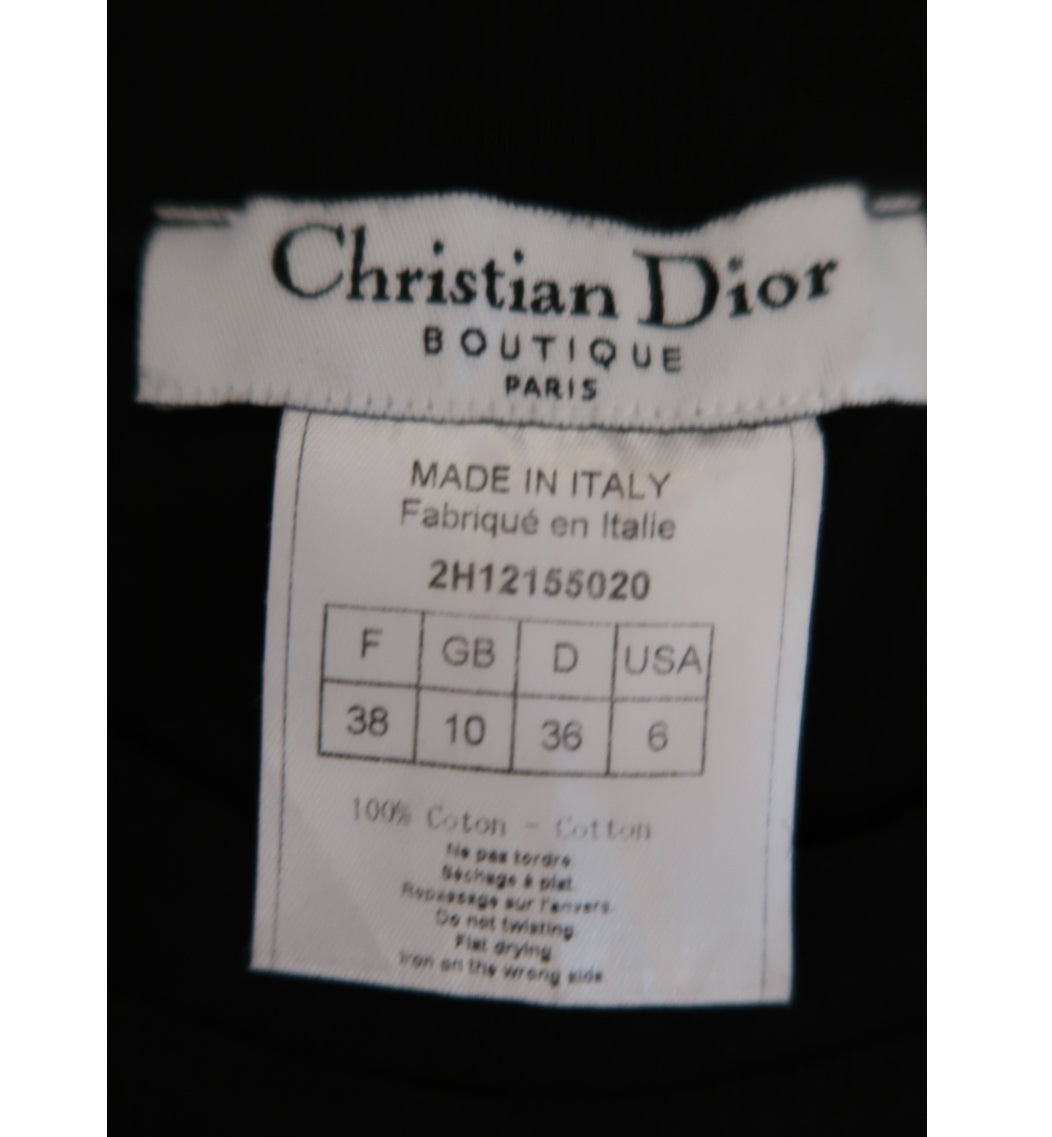 Christian Dior
BOUTIQUE
PARIS
MADE IN ITALY
Fabriqué en Italie
2H12155020
F GB D USA
38 10 36 6
100% Coton - Cotton
Ne pas tordre.
Séchage à plat.
Repassage sur l'envers.
Do not twisting.
Flat drying.
Iron on the wrong side.